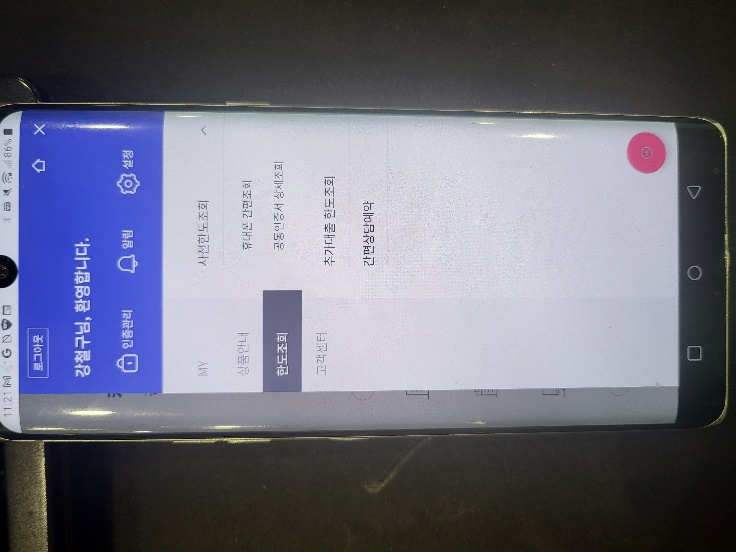 11:21
86%
로그아웃
강철구님, 환영합니다.
인증관리
알림
설정
MY
상품안내
한도조회
고객센터
사전한도조회
휴대폰 간편조회
공동인증서 상세조회
추가대출 한도조회
간편상담예약